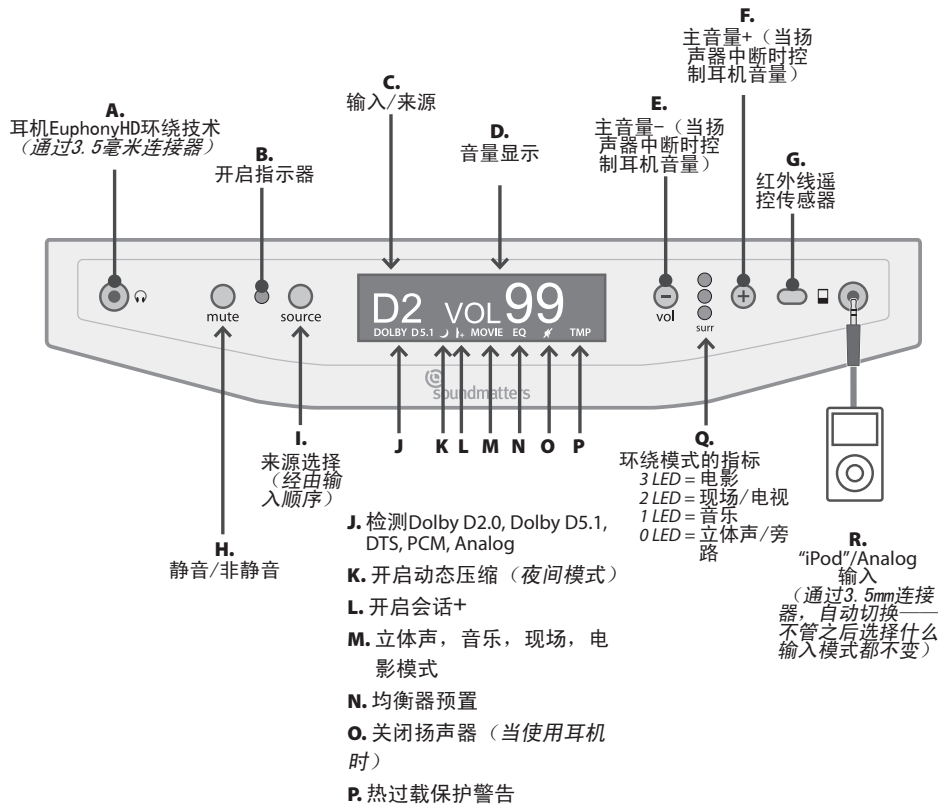 F.
主音量+（当扬
声器中断时控
制耳机音量）
C.
输入/来源
E.
主音量-（当扬
声器中断时控
制耳机音量）
A.
耳机EuphonyHD环绕技术
（通过3.5毫米连接器）
D.
音量显示
B.
开启指示器
G.
红外线遥
控传感器
mute
source
D2 VOL 99
DOLBY D5.1 MOVIE EQ TMP
vol
surr
soundmatters
J K L M N O P
I.
来源选择
（经由输
入顺序）
H.
静音/非静音
Q.
环绕模式的指标
3 LED = 电影
2 LED = 现场/电视
1 LED = 音乐
0 LED = 立体声/旁
路
R.
“iPod”/Analog
输入
（通过3.5mm连接
器，自动切换——
不管之后选择什么
输入模式都不变）
J. 检测Dolby D2.0, Dolby D5.1,
DTS, PCM, Analog
K. 开启动态压缩（夜间模式）
L. 开启会话+
M. 立体声，音乐，现场，电
影模式
N. 均衡器预置
O. 关闭扬声器（当使用耳机
时）
P. 热过载保护警告